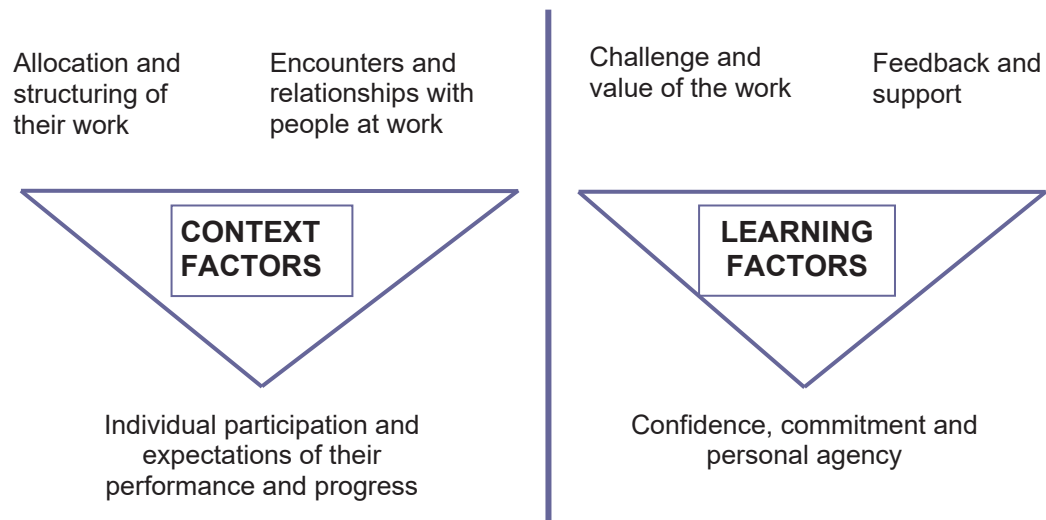 Allocation and
structuring of
their work
Encounters and
relationships with
people at work
CONTEXT
FACTORS
Individual participation and
expectations of their
performance and progress
Challenge and
value of the work
Feedback and
support
LEARNING
FACTORS
Confidence, commitment and
personal agency